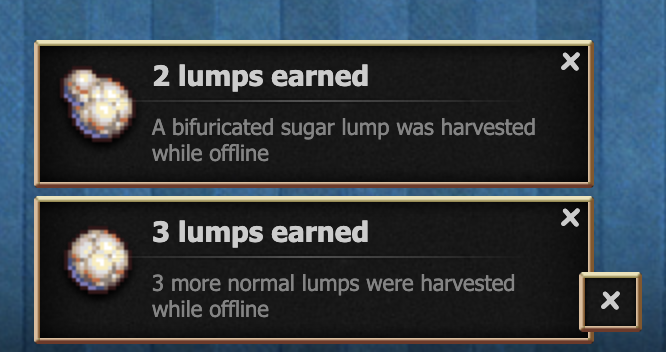 2 lumps earned
A bifuricated sugar lump was harvested
while offline
3 lumps earned
3 more normal lumps were harvested
while offline